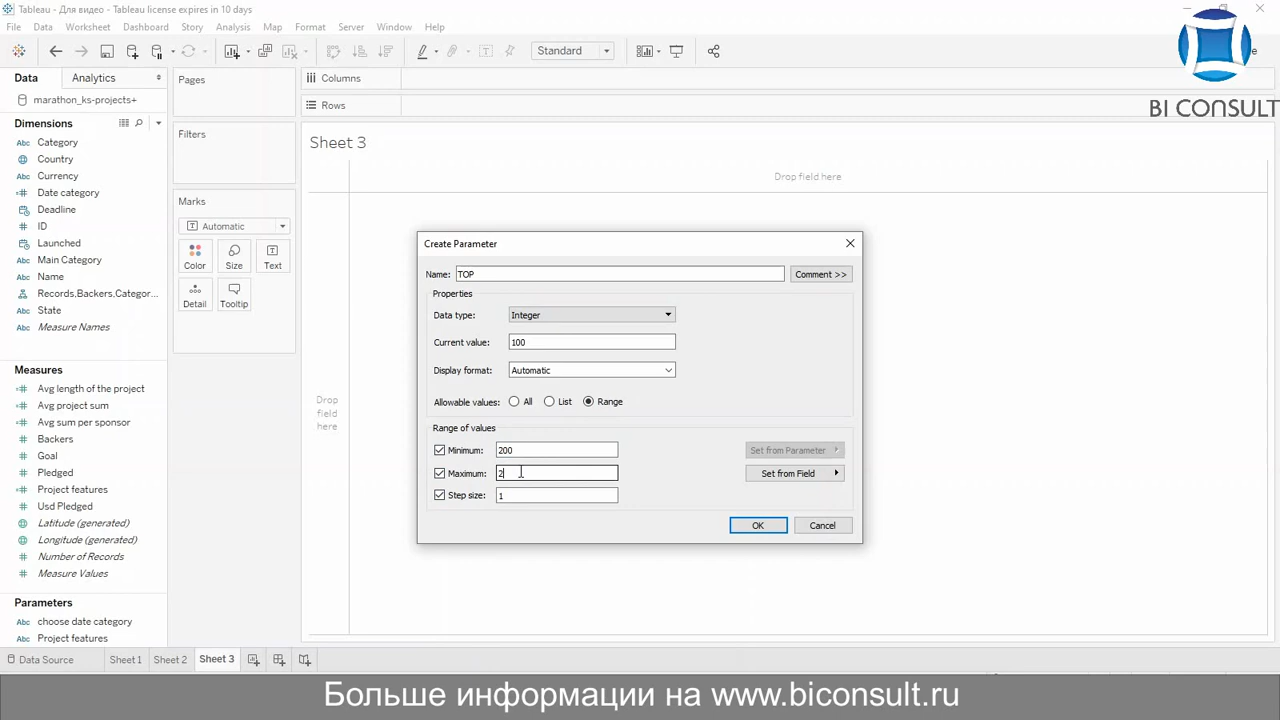 Tableau - Для видео - Tableau license expires in 10 days
File Data Worksheet Dashboard Story Analysis Map Format Server Window Help
Standard
Data Analytics
marathon_ks-projects+
Dimensions
Abc Category
Country
Abc Currency
Date category
Deadline
ID
Launched
Abc Main Category
Abc Name
Records,Backers,Categor...
Abc State
Abc Measure Names
Measures
Avg length of the project
Avg project sum
Avg sum per sponsor
Backers
Goal
Pledged
Project features
Usd Pledged
Latitude (generated)
Longitude (generated)
Number of Records
Measure Values
Parameters
choose date category
Project features
Pages
Filters
Marks
Automatic
Color Size Text
Detail Tooltip
Columns
Rows
Sheet 3
Drop field here
Drop
field
here
BI CONSULT
Create Parameter
Name: TOP Comment >>
Properties
Data type: Integer
Current value: 100
Display format: Automatic
Allowable values: All List Range
Range of values
Minimum: 200 Set from Parameter
Maximum: 2 Set from Field
Step size: 1
OK Cancel
Data Source Sheet 1 Sheet 2 Sheet 3
Больше информации на www.biconsult.ru